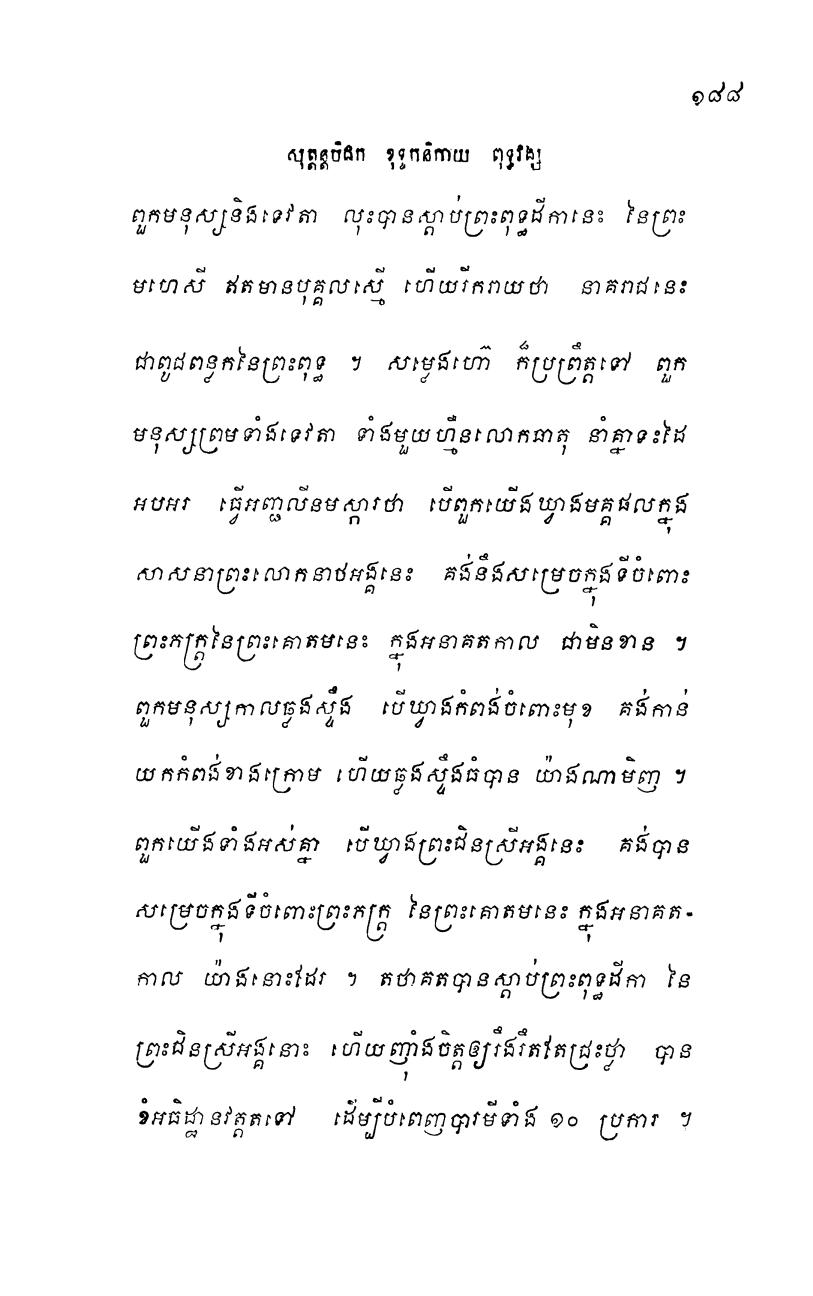 ១៨៨
សុត្តន្តបិដក ខុទ្ទកនិកាយ ពុទ្ធវង្ស
ពួកមនុស្សនិងទេវតា លុះបានស្តាប់ព្រះពុទ្ធដីកានេះ នៃព្រះ
មហេសី ឥតមានបុគ្គលស្មើ ហើយរីករាយថា នាគរាជនេះ
ជាពូជពន្លកនៃព្រះពុទ្ធ ។ សម្លេងហ៊ោ ក៏ប្រព្រឹត្តទៅ ពួក
មនុស្សព្រមទាំងទេវតា ទាំងមួយហ្មឺនលោកធាតុ នាំគ្នាទះដៃ
អបអរ ធ្វើអញ្ជលីនមស្ការថា បើពួកយើងឃ្វាងមគ្គផលក្នុង
សាសនាព្រះលោកនាថអង្គនេះ គង់នឹងសម្រេចក្នុងទីចំពោះ
ព្រះភក្ត្រនៃព្រះគោតមនេះ ក្នុងអនាគតកាល ជាមិនខាន ។
ពួកមនុស្សកាលឆ្លងស្ទឹង បើឃ្វាងកំពង់ចំពោះមុខ គង់កាន់
យកកំពង់ខាងក្រោម ហើយឆ្លងស្ទឹងធំបាន យ៉ាងណាមិញ ។
ពួកយើងទាំងអស់គ្នា បើឃ្វាងព្រះជិនស្រីអង្គនេះ គង់បាន
សម្រេចក្នុងទីចំពោះព្រះភក្ត្រ នៃព្រះគោតមនេះ ក្នុងអនាគត-
កាល យ៉ាងនោះដែរ ។ តថាគតបានស្តាប់ព្រះពុទ្ធដីកា នៃ
ព្រះជិនស្រីអង្គនោះ ហើយញ៉ាំងចិត្តឲ្យរឹងរឹតតែជ្រះថ្លា បាន
ខំអធិដ្ឋានវត្តតទៅ ដើម្បីបំពេញបារមីទាំង ១០ ប្រការ ។